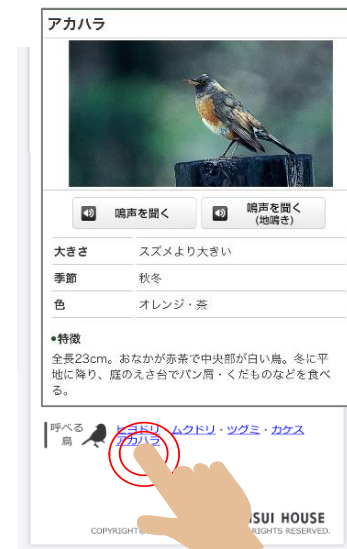 アカハラ
鳴声を聞く
鳴声を聞く
(地鳴き)
大きさ スズメより大きい
季節 秋冬
色 オレンジ・茶
•特徴
全長23cm。おなかが赤茶で中央部が白い鳥。冬に平
地に降り、庭のえさ台でパン屑・くだものなどを食べ
る。
呼べる
鳥
ヒヨドリ・ムクドリ・ツグミ・カケス
アカハラ
SUI HOUSE
COPYRIGHT
RIGHTS RESERVED.